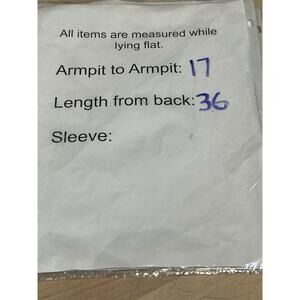 All items are measured while
lying flat.
Armpit to Armpit: 17
Length from back: 36
Sleeve: